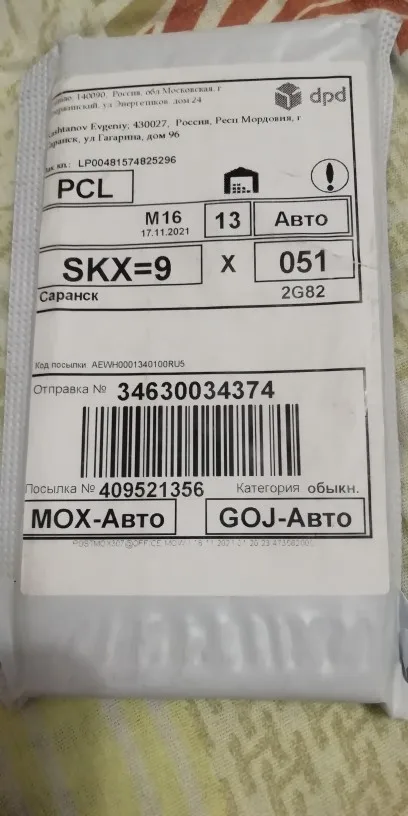 140090, Россия, обл Московская, г
ул Энергетиков, дом 24
dpd
Kashtanov Evgeniy; 430027, Россия, Респ Мордовия, г
Саранск, ул Гагарина, дом 96
LP00481574825296
PCL
M16
17.11.2021
13
Авто
SKX=9
X
051
Саранск
2G82
Код посылки AEWH0001340100RU5
Отправка № 34630034374
Посылка № 409521356
Категория обыкн.
MOX-Авто
GOJ-Авто